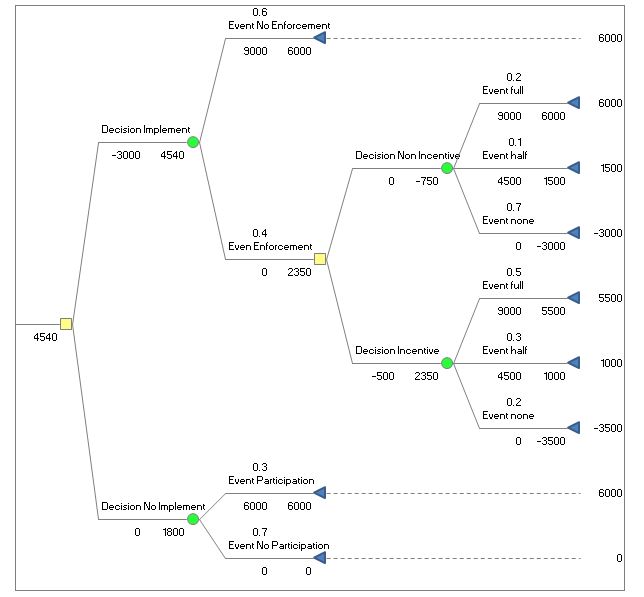 0.6
Event No Enforcement
9000 6000
6000
0.2
Event full
9000 6000
6000
Decision Implement
-3000 4540
0.1
Decision Non Incentive
Event half
0 -750
4500 1500
1500
0.7
Event none
0 -3000
-3000
0.4
Even Enforcement
0 2350
0.5
Event full
9000 5500
5500
4540
0.3
Decision Incentive
Event half
-500 2350
4500 1000
1000
0.2
Event none
0 -3500
-3500
0.3
Event Participation
6000 6000
6000
Decision No Implement
0 1800
0.7
Event No Participation
0 0
0